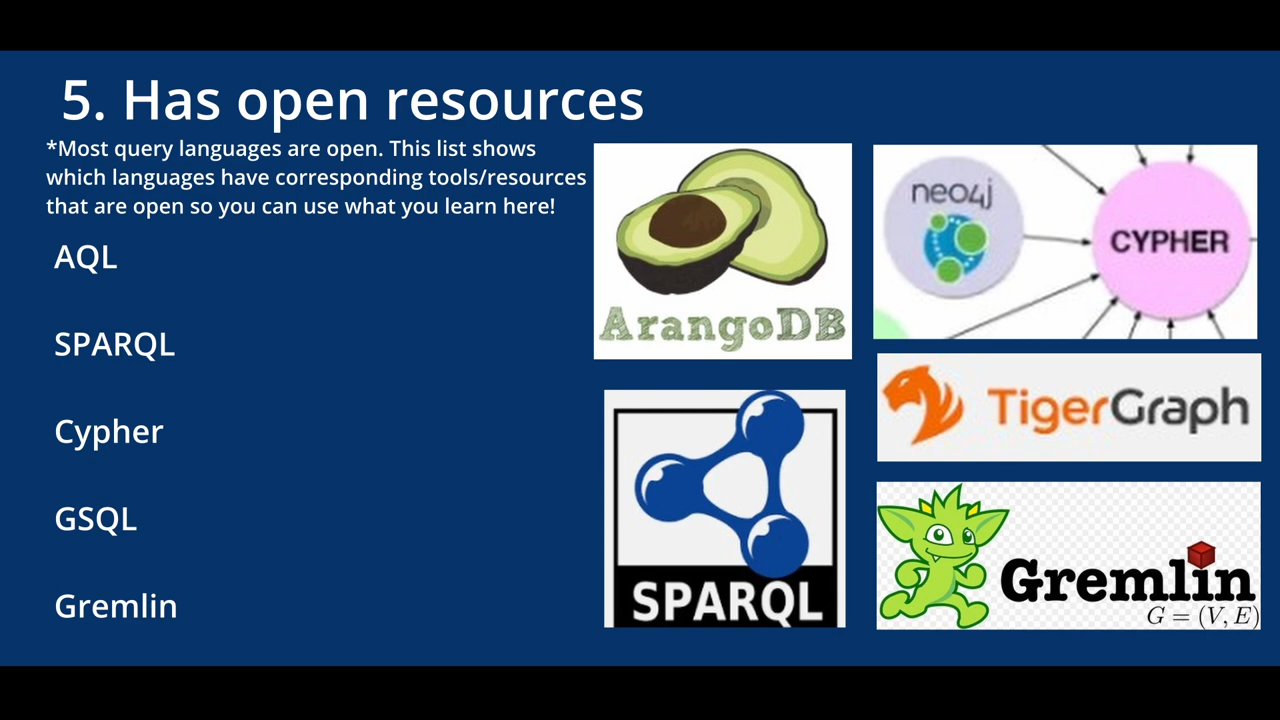 5. Has open resources
*Most query languages are open. This list shows
which languages have corresponding tools/resources
that are open so you can use what you learn here!
AQL
SPARQL
Cypher
GSQL
Gremlin
ArangoDB
neo4j
CYPHER
TigerGraph
SPARQL
Gremlin
G = (V, E)